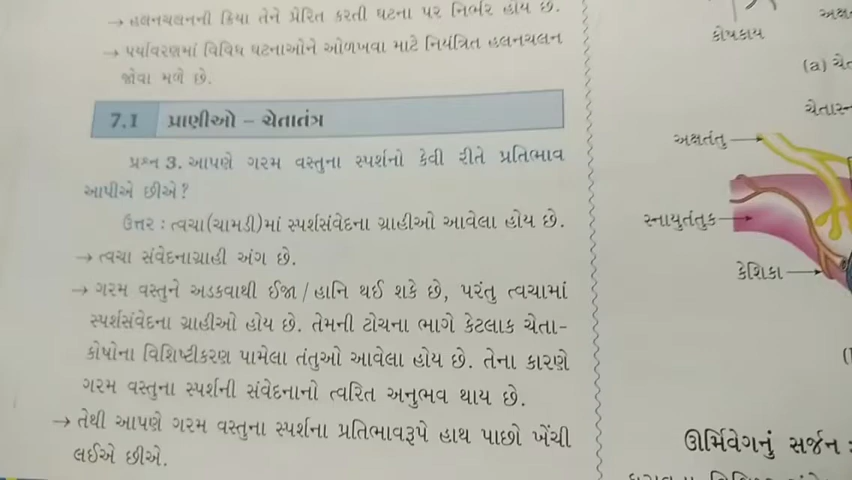 → હલનચલનની ક્રિયા તેને પ્રેરિત કરતી ઘટના પર નિર્ભર હોય છે.
→ પર્યાવરણમાં વિવિધ ઘટનાઓને ઓળખવા માટે નિયંત્રિત હલનચલન
જોવા મળે છે.
7.1 પ્રાણીઓ – ચેતાતંત્ર
પ્રશ્ન 3. આપણે ગરમ વસ્તુના સ્પર્શનો કેવી રીતે પ્રતિભાવ
આપીએ છીએ?
ઉત્તર : ત્વચા(ચામડી)માં સ્પર્શસંવેદના ગ્રાહીઓ આવેલા હોય છે.
→ ત્વચા સંવેદનાગ્રાહી અંગ છે.
→ ગરમ વસ્તુને અડકવાથી ઈજા / હાનિ થઈ શકે છે, પરંતુ ત્વચામાં
સ્પર્શસંવેદના ગ્રાહીઓ હોય છે. તેમની ટોચના ભાગે કેટલાક ચેતા-
કોષોના વિશિષ્ટીકરણ પામેલા તંતુઓ આવેલા હોય છે. તેના કારણે
ગરમ વસ્તુના સ્પર્શની સંવેદનાનો ત્વરિત અનુભવ થાય છે.
→ તેથી આપણે ગરમ વસ્તુના સ્પર્શના પ્રતિભાવરૂપે હાથ પાછો ખેંચી
લઈએ છીએ.
કોષકાય
(a)
અક્ષતંતુ
સ્નાયુતંતુક
કેશિકા
ઊર્મિવેગનું સર્જન :